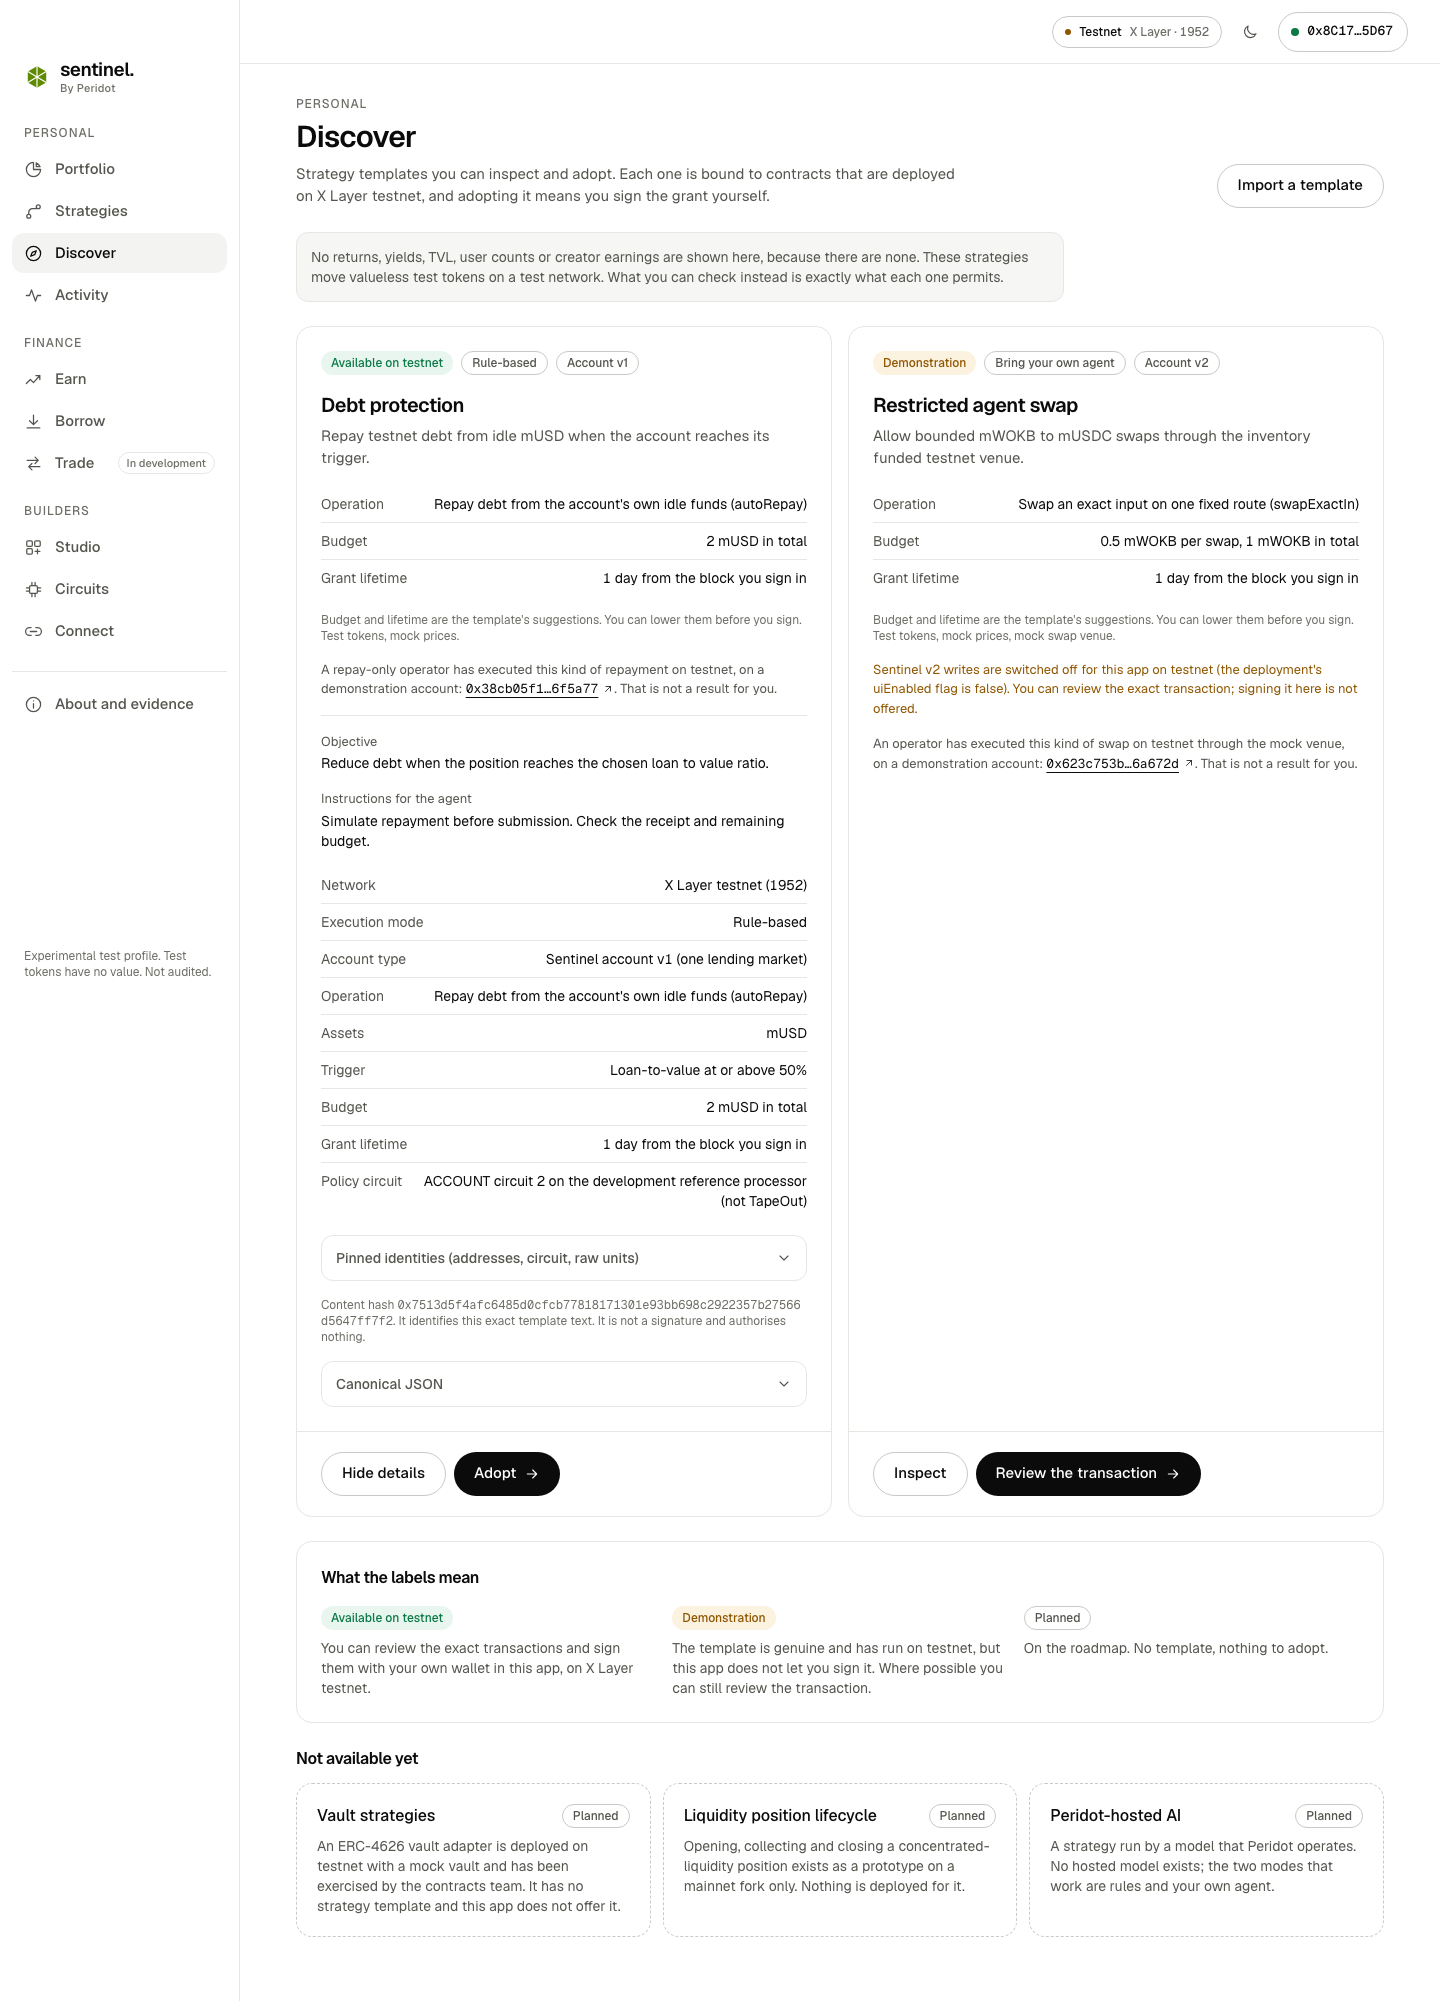 sentinel.
By Peridot
PERSONAL
Portfolio
Strategies
Discover
Activity
FINANCE
Earn
Borrow
Trade In development
BUILDERS
Studio
Circuits
Connect
About and evidence
Experimental test profile. Test
tokens have no value. Not audited.
Testnet X Layer · 1952
0x8C17…5D67
PERSONAL
Discover
Strategy templates you can inspect and adopt. Each one is bound to contracts that are deployed
on X Layer testnet, and adopting it means you sign the grant yourself.
Import a template
No returns, yields, TVL, user counts or creator earnings are shown here, because there are none. These strategies
move valueless test tokens on a test network. What you can check instead is exactly what each one permits.
Available on testnet Rule-based Account v1
Debt protection
Repay testnet debt from idle mUSD when the account reaches its
trigger.
Operation Repay debt from the account's own idle funds (autoRepay)
Budget 2 mUSD in total
Grant lifetime 1 day from the block you sign in
Budget and lifetime are the template's suggestions. You can lower them before you sign.
Test tokens, mock prices.
A repay-only operator has executed this kind of repayment on testnet, on a
demonstration account: 0x38cb05f1…6f5a77 ↗. That is not a result for you.
Objective
Reduce debt when the position reaches the chosen loan to value ratio.
Instructions for the agent
Simulate repayment before submission. Check the receipt and remaining
budget.
Network X Layer testnet (1952)
Execution mode Rule-based
Account type Sentinel account v1 (one lending market)
Operation Repay debt from the account's own idle funds (autoRepay)
Assets mUSD
Trigger Loan-to-value at or above 50%
Budget 2 mUSD in total
Grant lifetime 1 day from the block you sign in
Policy circuit ACCOUNT circuit 2 on the development reference processor
(not TapeOut)
Pinned identities (addresses, circuit, raw units)
Content hash 0x7513d5f4afc6485d0cfcb77818171301e93bb698c2922357b27566
d5647ff7f2. It identifies this exact template text. It is not a signature and authorises
nothing.
Canonical JSON
Hide details Adopt →
Demonstration Bring your own agent Account v2
Restricted agent swap
Allow bounded mWOKB to mUSDC swaps through the inventory
funded testnet venue.
Operation Swap an exact input on one fixed route (swapExactIn)
Budget 0.5 mWOKB per swap, 1 mWOKB in total
Grant lifetime 1 day from the block you sign in
Budget and lifetime are the template's suggestions. You can lower them before you sign.
Test tokens, mock prices, mock swap venue.
Sentinel v2 writes are switched off for this app on testnet (the deployment's
uiEnabled flag is false). You can review the exact transaction; signing it here is not
offered.
An operator has executed this kind of swap on testnet through the mock venue,
on a demonstration account: 0x623c753b…6a672d ↗. That is not a result for you.
Inspect Review the transaction →
What the labels mean
Available on testnet
You can review the exact transactions and sign
them with your own wallet in this app, on X Layer
testnet.
Demonstration
The template is genuine and has run on testnet, but
this app does not let you sign it. Where possible you
can still review the transaction.
Planned
On the roadmap. No template, nothing to adopt.
Not available yet
Vault strategies Planned
An ERC-4626 vault adapter is deployed on
testnet with a mock vault and has been
exercised by the contracts team. It has no
strategy template and this app does not offer it.
Liquidity position lifecycle Planned
Opening, collecting and closing a concentrated-
liquidity position exists as a prototype on a
mainnet fork only. Nothing is deployed for it.
Peridot-hosted AI Planned
A strategy run by a model that Peridot operates.
No hosted model exists; the two modes that
work are rules and your own agent.